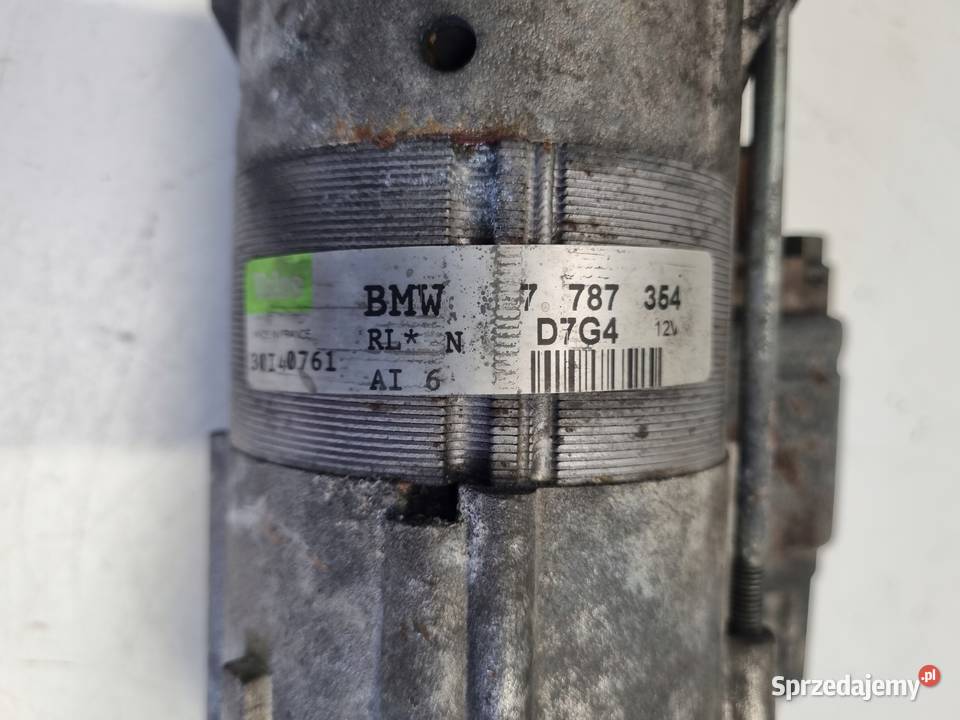 BMW 7 787 354
RL* N D7G4 12V
MADE IN FRANCE
AI 6
Sprzedajemy.pl